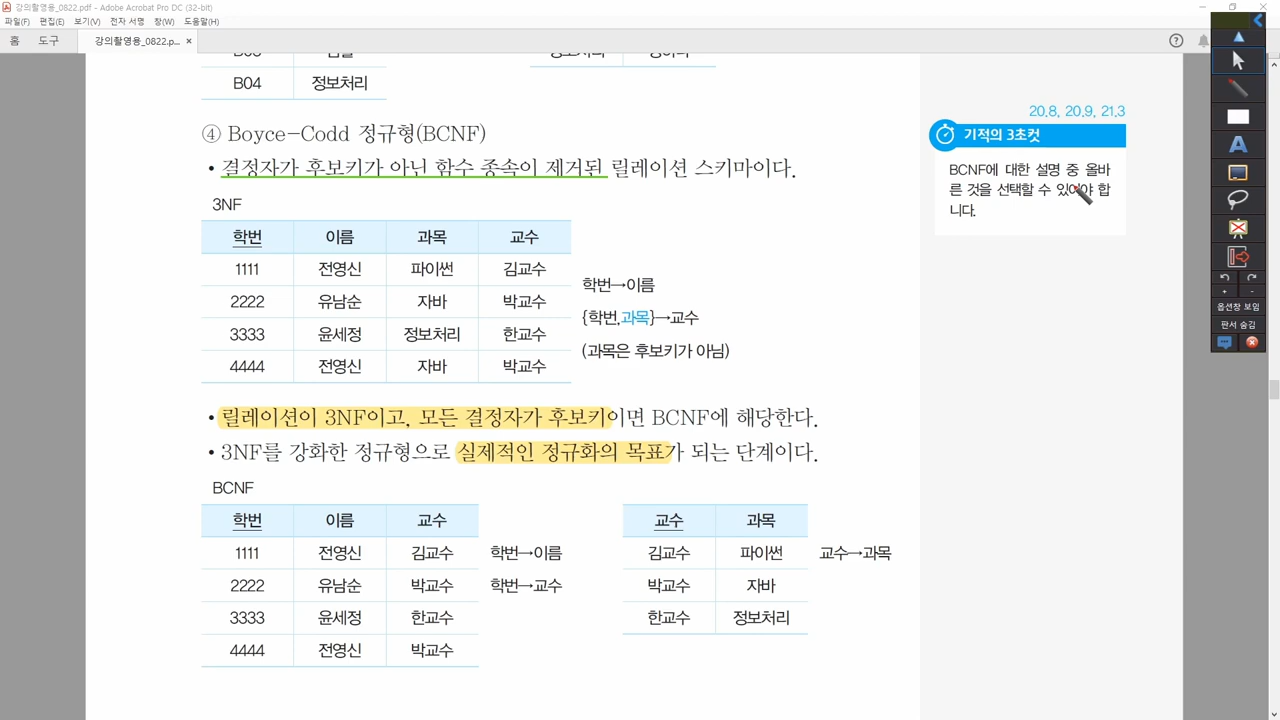 강의촬영용_0822.pdf - Adobe Acrobat Pro DC (32-bit)
파일(F) 편집(E) 보기(V) 전자 서명 창(W) 도움말(H)
홈 도구 강의촬영용_0822.p... ×
B04 정보처리
④ Boyce-Codd 정규형(BCNF)
• 결정자가 후보키가 아닌 함수 종속이 제거된 릴레이션 스키마이다.
3NF
학번 이름 과목 교수
1111 전영신 파이썬 김교수
2222 유남순 자바 박교수
3333 윤세정 정보처리 한교수
4444 전영신 자바 박교수
학번→이름
{학번,과목}→교수
(과목은 후보키가 아님)
• 릴레이션이 3NF이고, 모든 결정자가 후보키이면 BCNF에 해당한다.
• 3NF를 강화한 정규형으로 실제적인 정규화의 목표가 되는 단계이다.
BCNF
학번 이름 교수
1111 전영신 김교수 학번→이름
2222 유남순 박교수 학번→교수
3333 윤세정 한교수
4444 전영신 박교수
교수 과목
김교수 파이썬 교수→과목
박교수 자바
한교수 정보처리
20.8, 20.9, 21.3
기적의 3초컷
BCNF에 대한 설명 중 올바
른 것을 선택할 수 있어야 합
니다.
옵션창 보임
판서 숨김